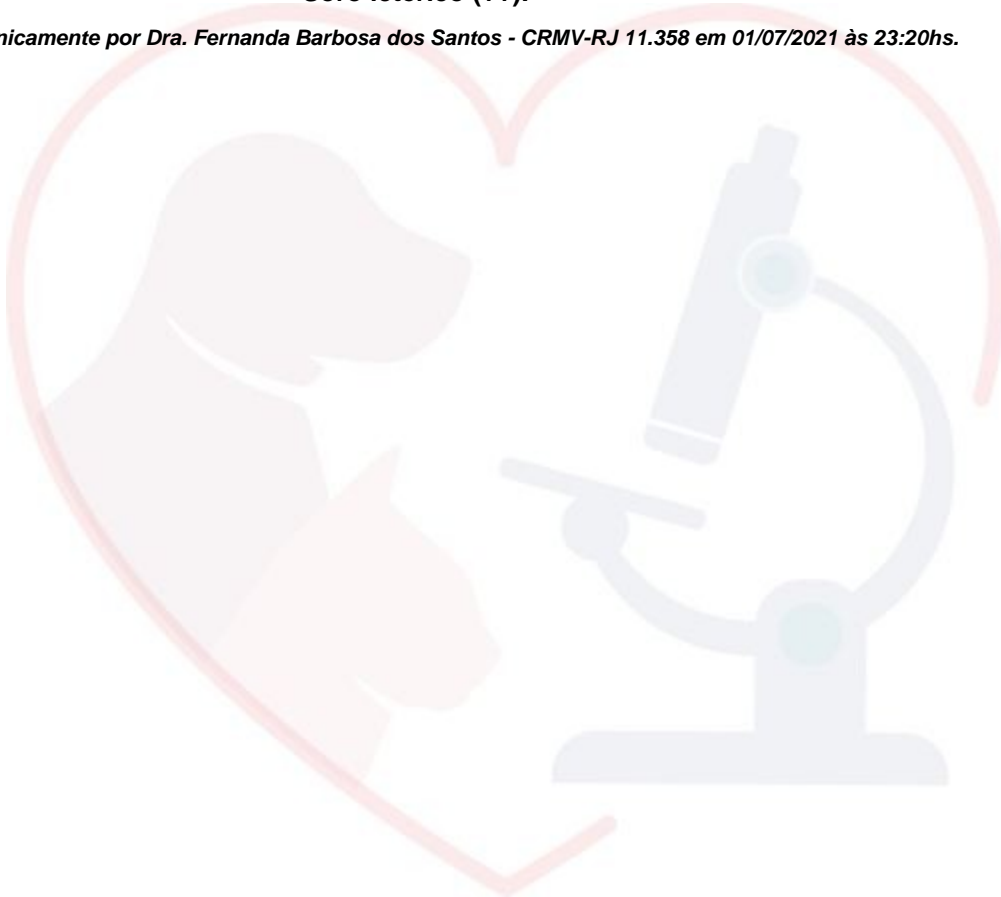 nicamente por Dra. Fernanda Barbosa dos Santos - CRMV-RJ 11.358 em 01/07/2021 às 23:20hs.